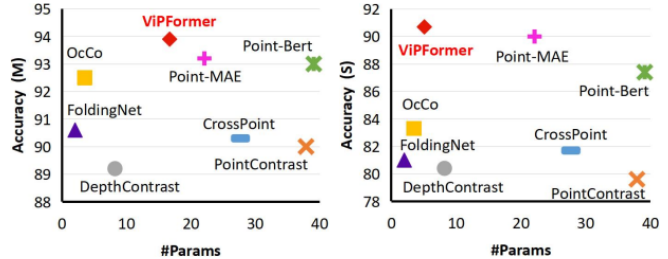 95
94
93
92
91
90
89
88
Accuracy (M)
ViPFormer
OcCo
Point-Bert
Point-MAE
FoldingNet
CrossPoint
PointContrast
DepthContrast
0
10
20
30
40
#Params
92
90
88
86
84
82
80
78
Accuracy (S)
ViPFormer
Point-MAE
Point-Bert
OcCo
CrossPoint
FoldingNet
DepthContrast
PointContrast
0
10
20
30
40
#Params